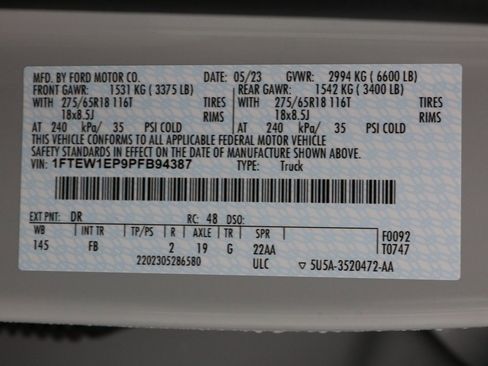 MFD. BY FORD MOTOR CO. DATE: 05/23 GVWR: 2994 KG ( 6600 LB)
FRONT GAWR: 1531 KG ( 3375 LB) REAR GAWR: 1542 KG ( 3400 LB)
WITH 275/65R18 116T TIRES WITH 275/65R18 116T TIRES
18x8.5J RIMS 18x8.5J RIMS
AT 240 kPa/ 35 PSI COLD AT 240 kPa/ 35 PSI COLD
THIS VEHICLE CONFORMS TO ALL APPLICABLE FEDERAL MOTOR VEHICLE
SAFETY STANDARDS IN EFFECT ON THE DATE OF MANUFACTURE SHOWN ABOVE.
VIN: 1FTEW1EP9PFB94387 TYPE: Truck
EXT PNT: DR RC: 48 DSO:
WB INT TR TP/PS R AXLE TR SPR F0092
145 FB 2 19 G 22AA T0747
2202305286580 ULC ▽ 5U5A-3520472-AA